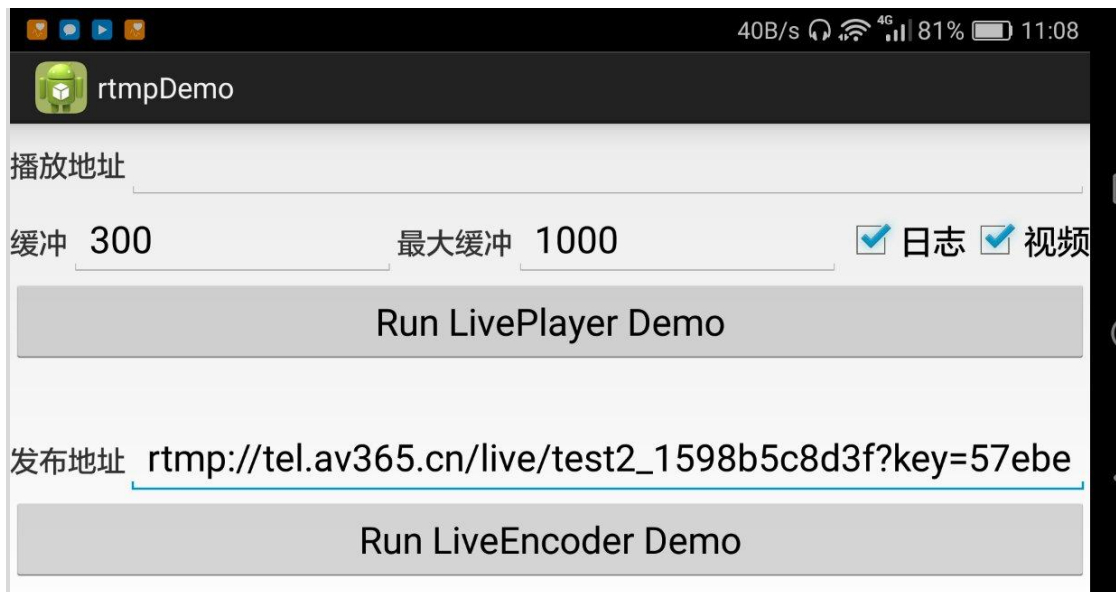 40B/s 4G 81% 11:08
rtmpDemo
播放地址
缓冲 300 最大缓冲 1000 日志 视频
Run LivePlayer Demo
发布地址 rtmp://tel.av365.cn/live/test2_1598b5c8d3f?key=57ebe
Run LiveEncoder Demo